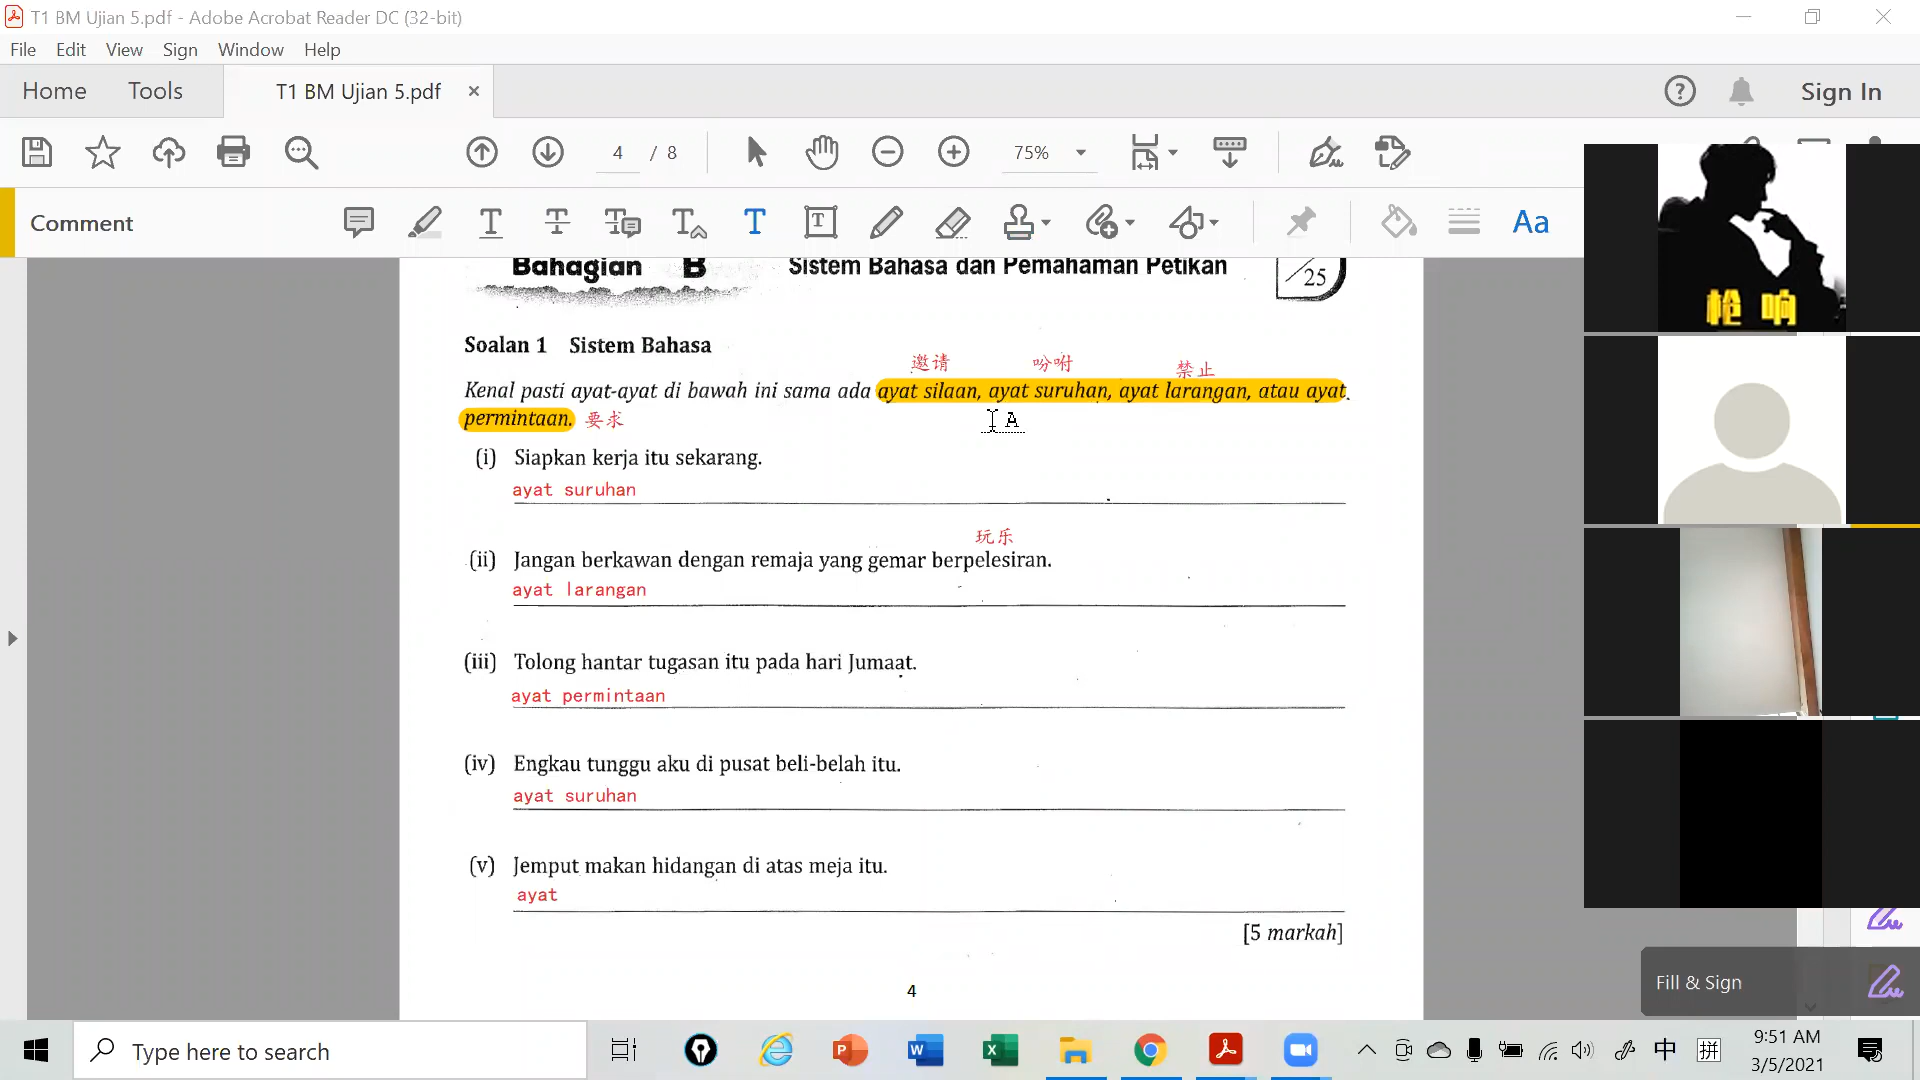 T1 BM Ujian 5.pdf - Adobe Acrobat Reader DC (32-bit)
File Edit View Sign Window Help
Home Tools T1 BM Ujian 5.pdf × Sign In
4 / 8 75%
Comment Aa
Bahagian B Sistem Bahasa dan Pemahaman Petikan /25
枪 响
Soalan 1 Sistem Bahasa
邀请 吩咐 禁止
Kenal pasti ayat-ayat di bawah ini sama ada ayat silaan, ayat suruhan, ayat larangan, atau ayat
permintaan. 要求
(i) Siapkan kerja itu sekarang.
ayat suruhan
玩乐
(ii) Jangan berkawan dengan remaja yang gemar berpelesiran.
ayat larangan
(iii) Tolong hantar tugasan itu pada hari Jumaat.
ayat permintaan
(iv) Engkau tunggu aku di pusat beli-belah itu.
ayat suruhan
(v) Jemput makan hidangan di atas meja itu.
ayat
[5 markah]
4
Fill & Sign
Type here to search
中 拼 9:51 AM
3/5/2021